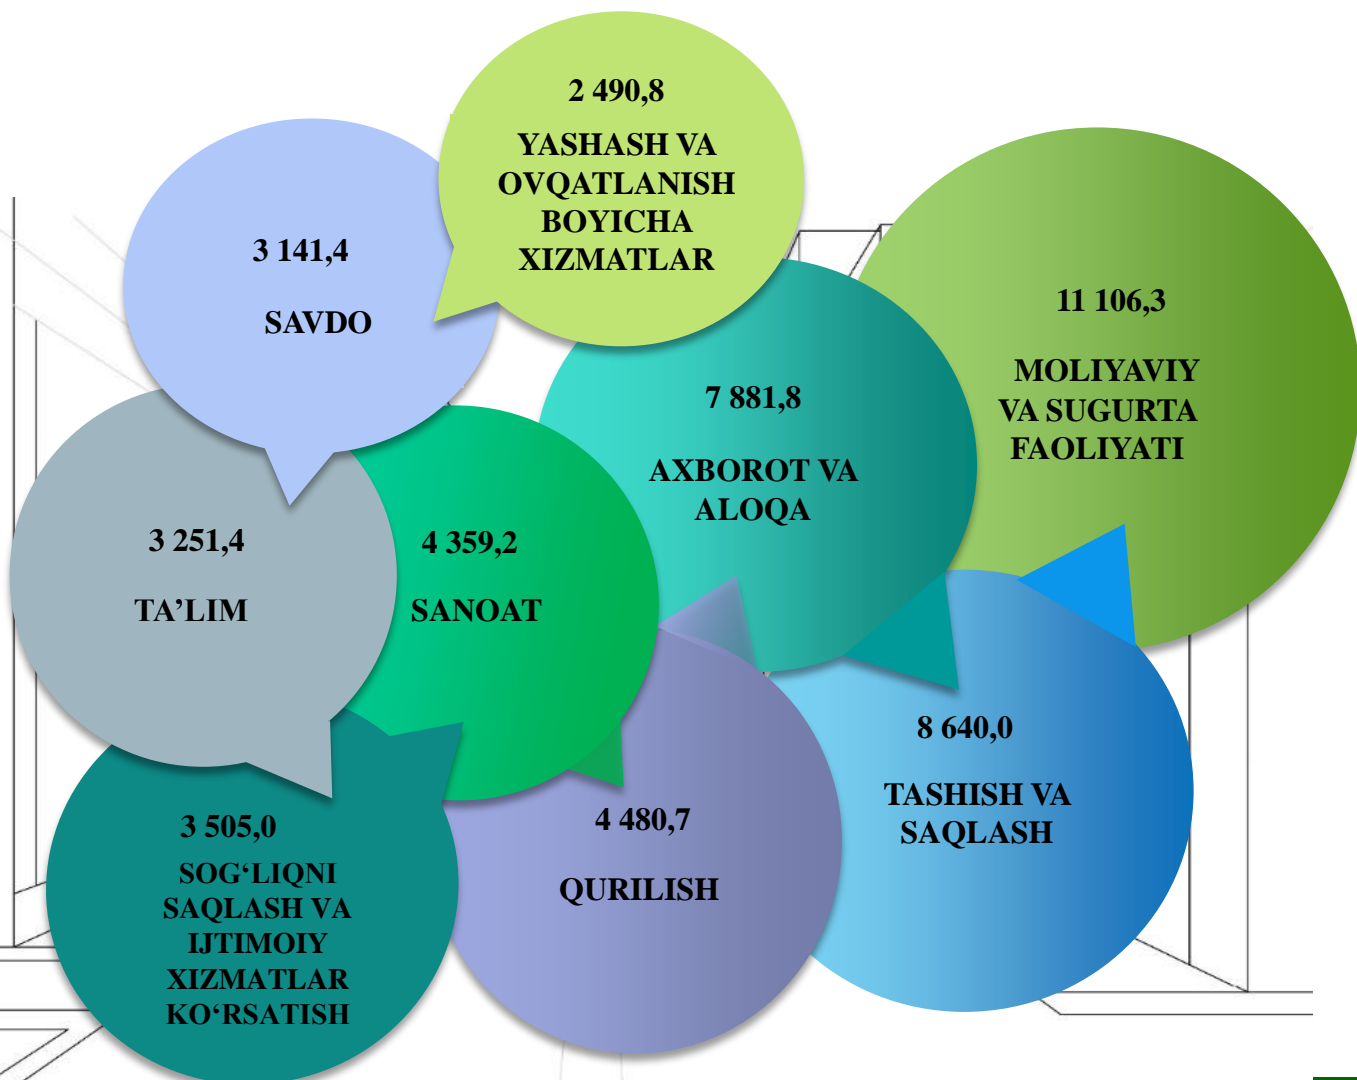 2 490,8
YASHASH VA
OVQATLANISH
BOYICHA
XIZMATLAR
3 141,4
SAVDO
11 106,3
MOLIYAVIY
VA SUGURTA
FAOLIYATI
7 881,8
AXBOROT VA
ALOQA
3 251,4
TA’LIM
4 359,2
SANOAT
8 640,0
TASHISH VA
SAQLASH
3 505,0
SOG‘LIQNI
SAQLASH VA
IJTIMOIY
XIZMATLAR
KO‘RSATISH
4 480,7
QURILISH